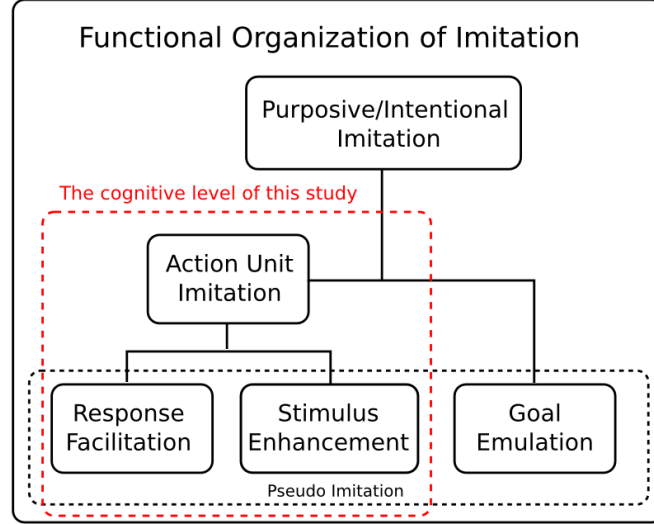 Functional Organization of Imitation
Purposive/Intentional
Imitation
The cognitive level of this study
Action Unit
Imitation
Response
Facilitation
Stimulus
Enhancement
Goal
Emulation
Pseudo Imitation